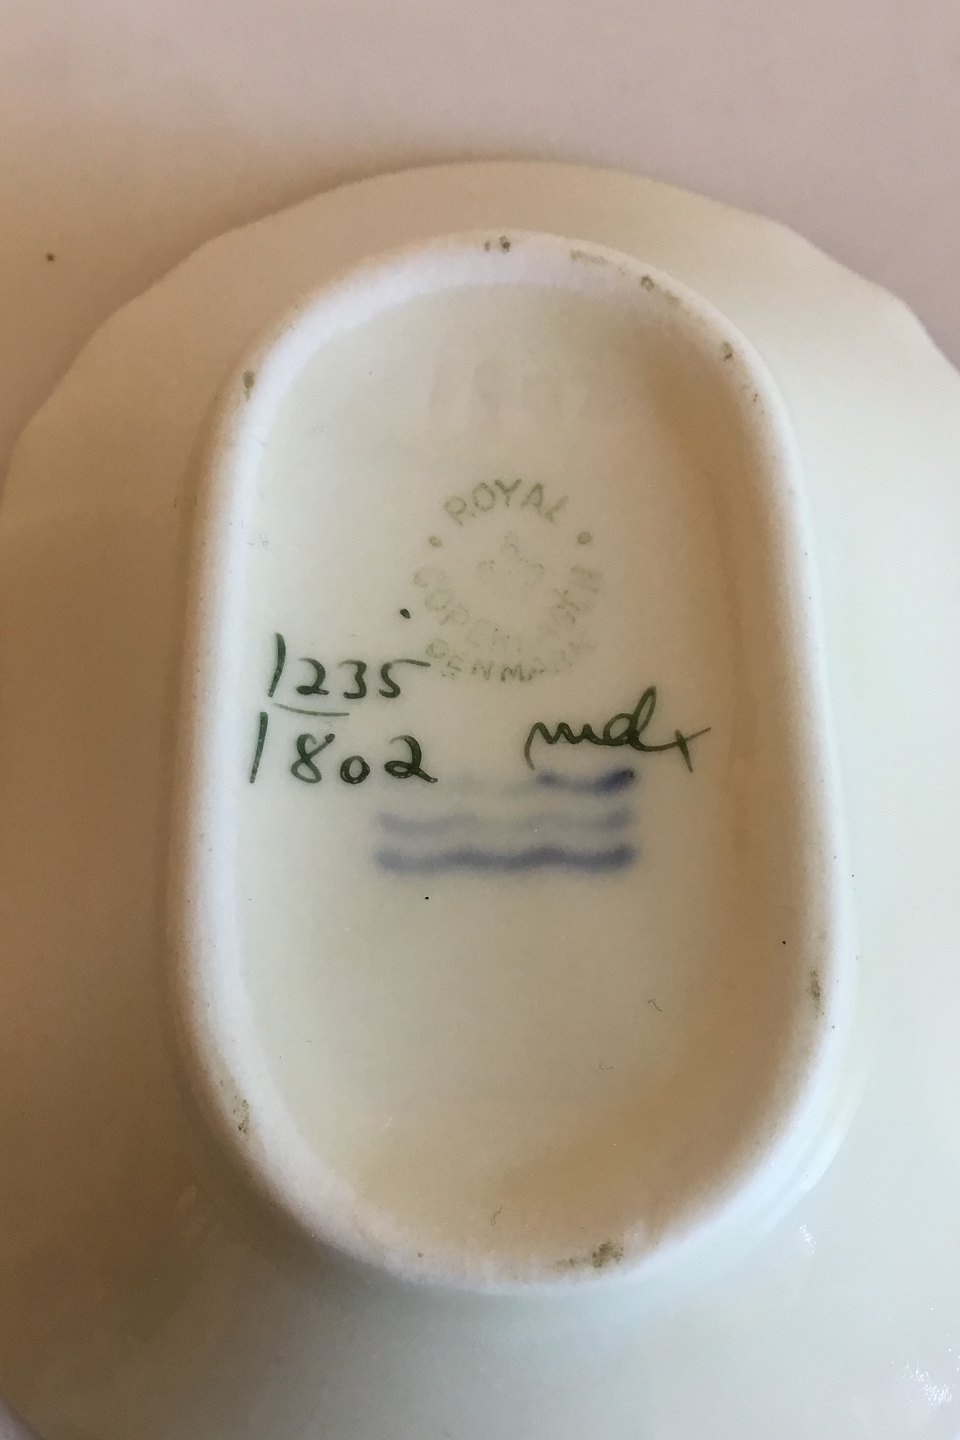 ROYAL
COPENHAGEN
DENMARK
1235
1802